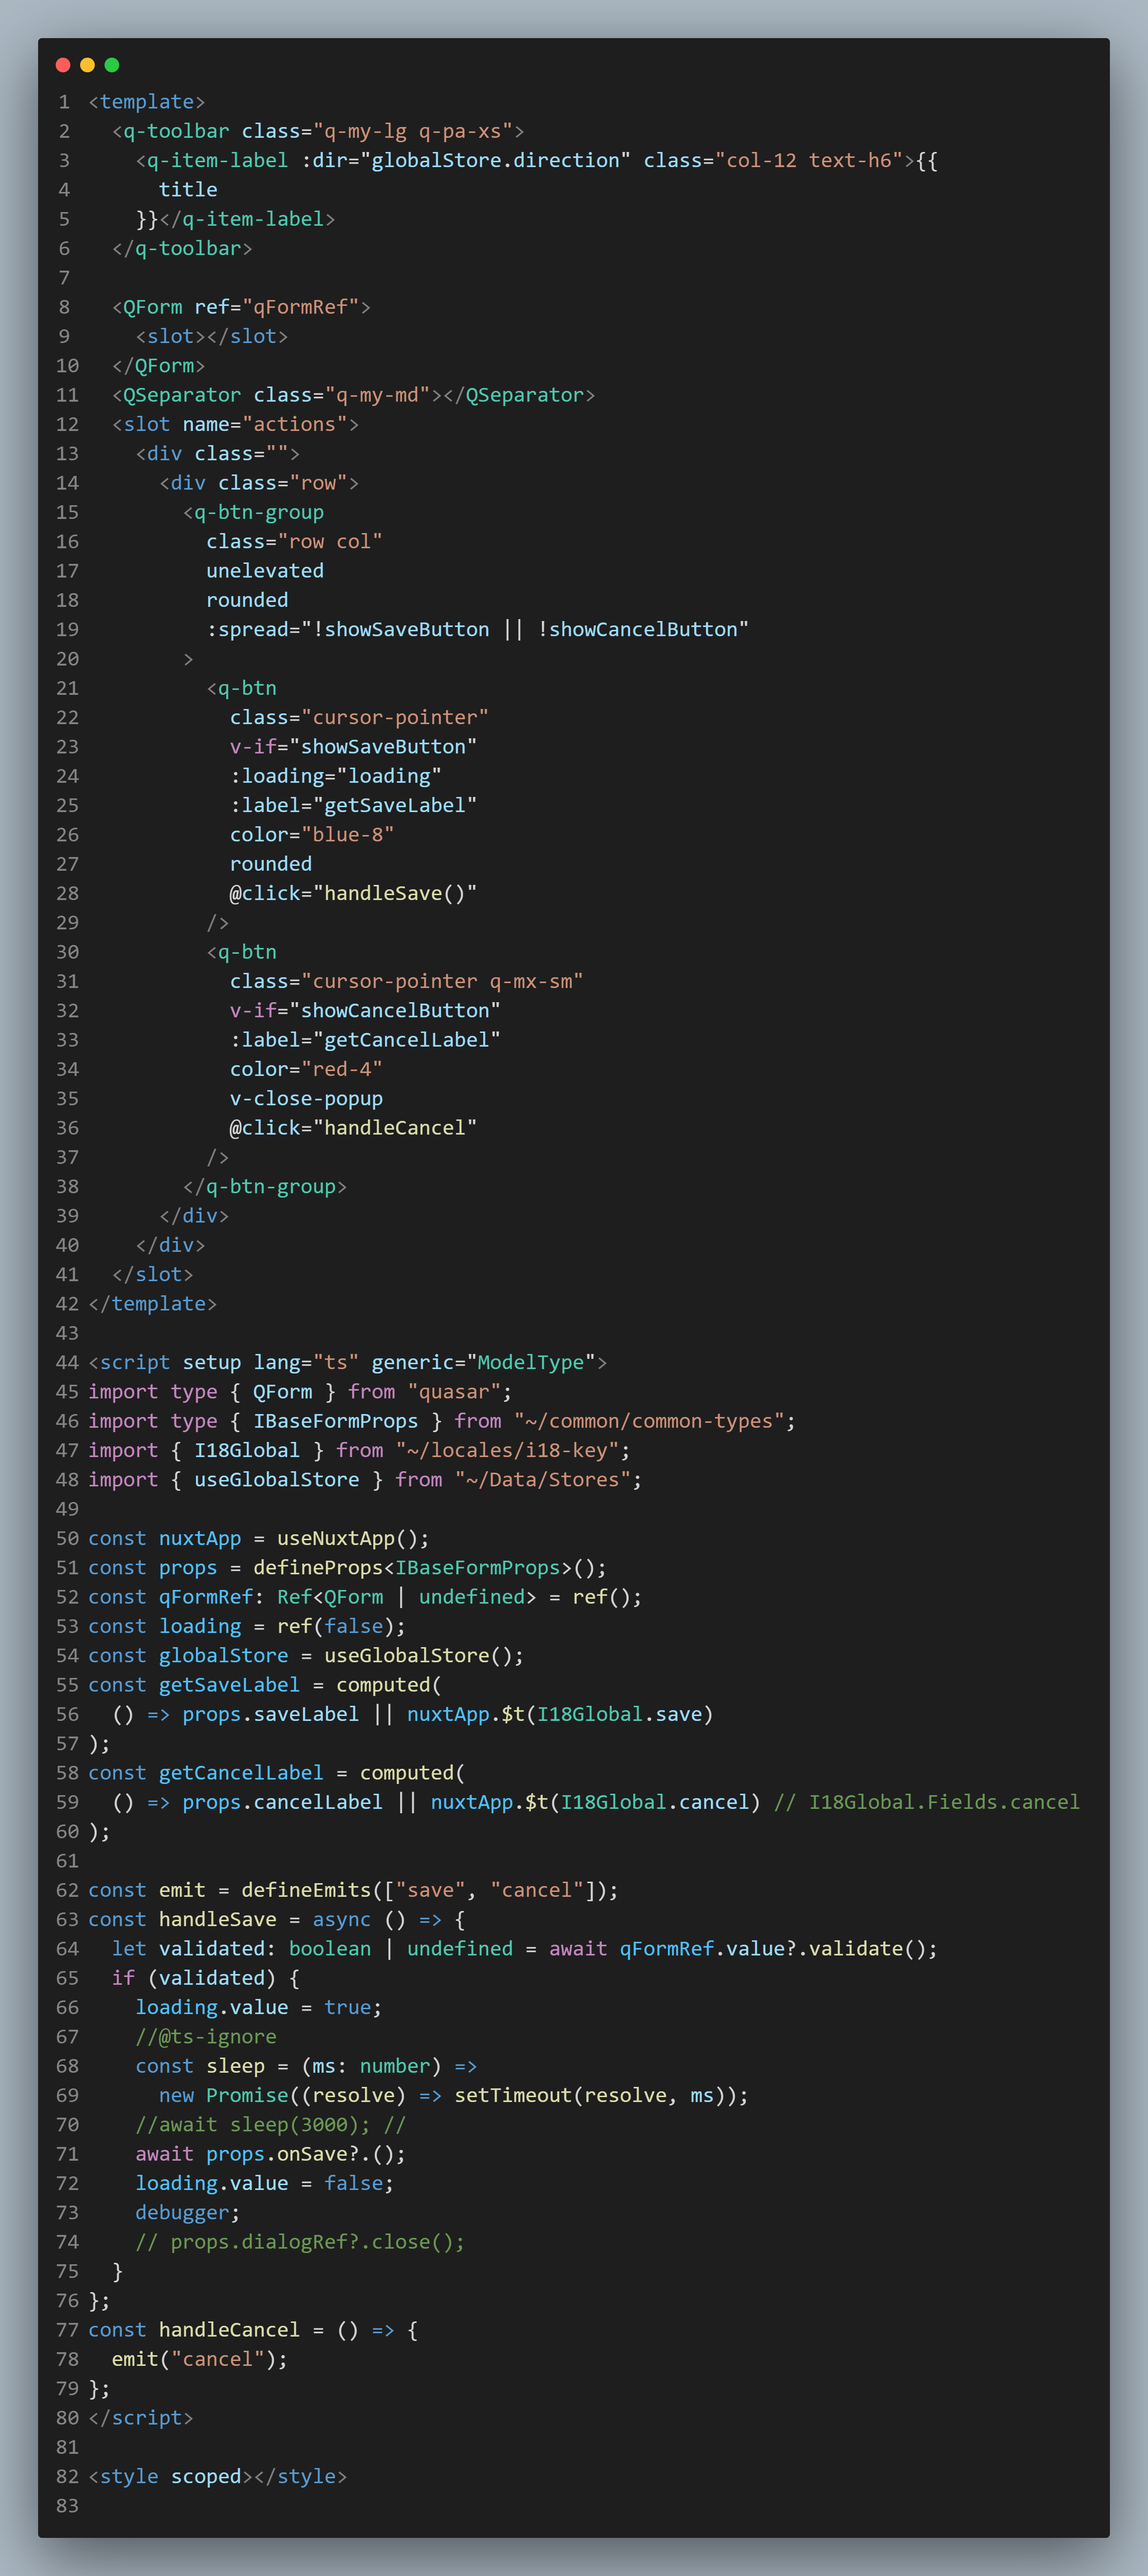 1 <template>
2   <q-toolbar class="q-my-lg q-pa-xs">
3     <q-item-label :dir="globalStore.direction" class="col-12 text-h6">{{
4       title
5     }}</q-item-label>
6   </q-toolbar>
7
8   <QForm ref="qFormRef">
9     <slot></slot>
10   </QForm>
11   <QSeparator class="q-my-md"></QSeparator>
12   <slot name="actions">
13     <div class="">
14       <div class="row">
15         <q-btn-group
16           class="row col"
17           unelevated
18           rounded
19           :spread="!showSaveButton || !showCancelButton"
20         >
21           <q-btn
22             class="cursor-pointer"
23             v-if="showSaveButton"
24             :loading="loading"
25             :label="getSaveLabel"
26             color="blue-8"
27             rounded
28             @click="handleSave()"
29           />
30           <q-btn
31             class="cursor-pointer q-mx-sm"
32             v-if="showCancelButton"
33             :label="getCancelLabel"
34             color="red-4"
35             v-close-popup
36             @click="handleCancel"
37           />
38         </q-btn-group>
39       </div>
40     </div>
41   </slot>
42 </template>
43
44 <script setup lang="ts" generic="ModelType">
45 import type { QForm } from "quasar";
46 import type { IBaseFormProps } from "~/common/common-types";
47 import { I18Global } from "~/locales/i18-key";
48 import { useGlobalStore } from "~/Data/Stores";
49
50 const nuxtApp = useNuxtApp();
51 const props = defineProps<IBaseFormProps>();
52 const qFormRef: Ref<QForm | undefined> = ref();
53 const loading = ref(false);
54 const globalStore = useGlobalStore();
55 const getSaveLabel = computed(
56   () => props.saveLabel || nuxtApp.$t(I18Global.save)
57 );
58 const getCancelLabel = computed(
59   () => props.cancelLabel || nuxtApp.$t(I18Global.cancel) // I18Global.Fields.cancel
60 );
61
62 const emit = defineEmits(["save", "cancel"]);
63 const handleSave = async () => {
64   let validated: boolean | undefined = await qFormRef.value?.validate();
65   if (validated) {
66     loading.value = true;
67     //@ts-ignore
68     const sleep = (ms: number) =>
69       new Promise((resolve) => setTimeout(resolve, ms));
70     //await sleep(3000); //
71     await props.onSave?.();
72     loading.value = false;
73     debugger;
74     // props.dialogRef?.close();
75   }
76 };
77 const handleCancel = () => {
78   emit("cancel");
79 };
80 </script>
81
82 <style scoped></style>
83